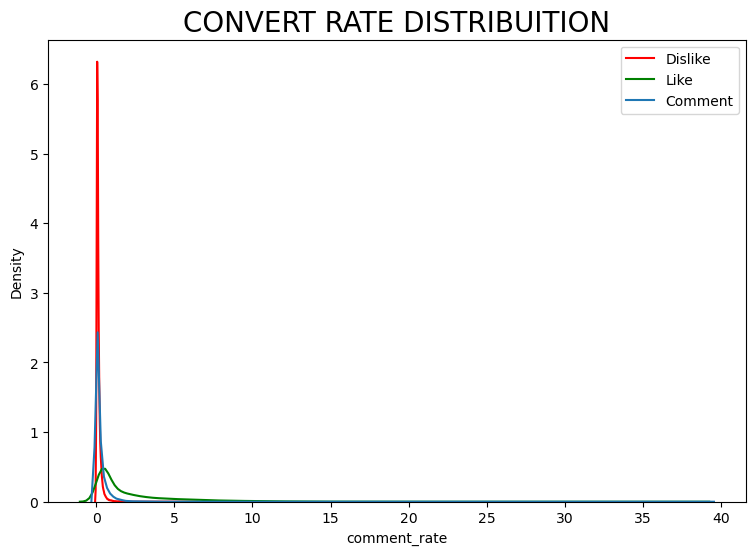 CONVERT RATE DISTRIBUITION
Dislike
Like
Comment
Density
6
5
4
3
2
1
0
0 5 10 15 20 25 30 35 40
comment_rate